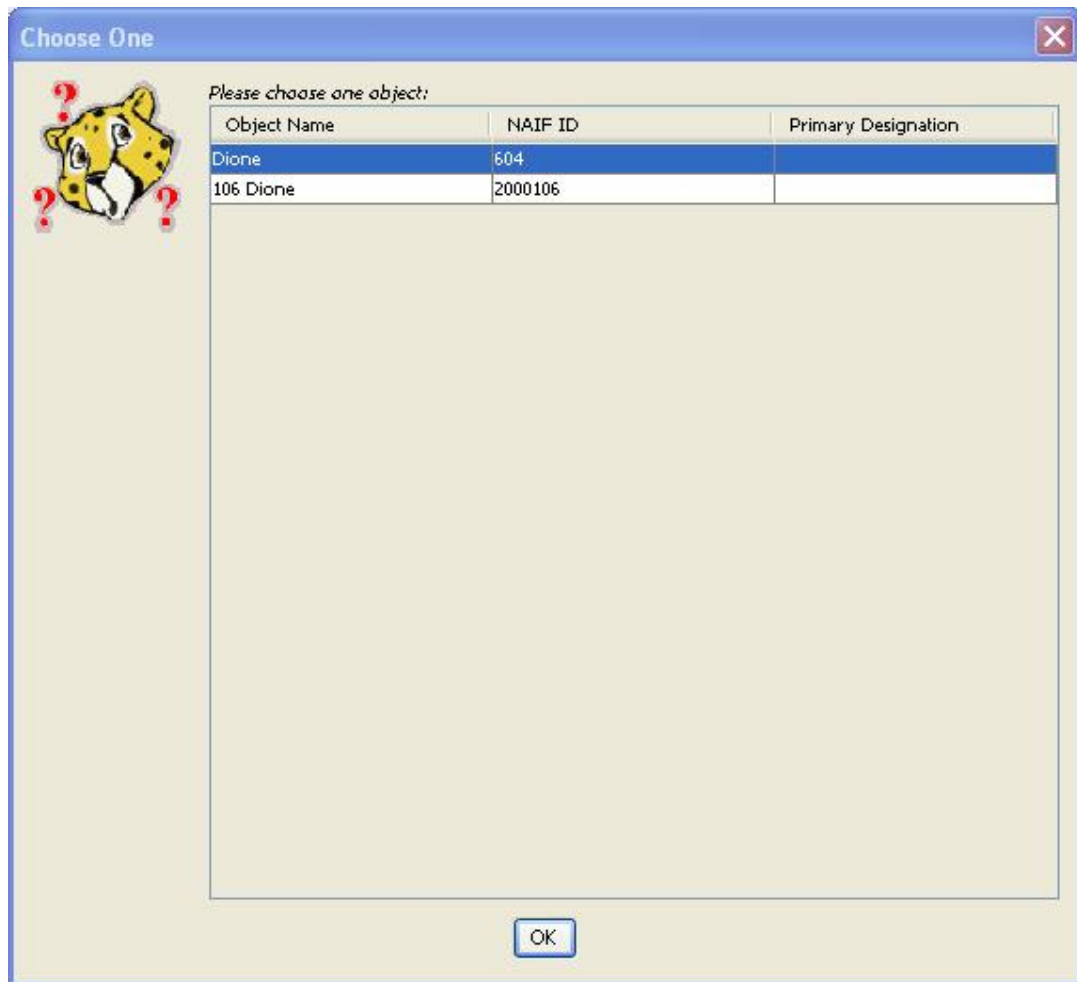 Choose One
Please choose one object:
Object Name NAIF ID Primary Designation
Dione 604
106 Dione 2000106
? ? ?
OK